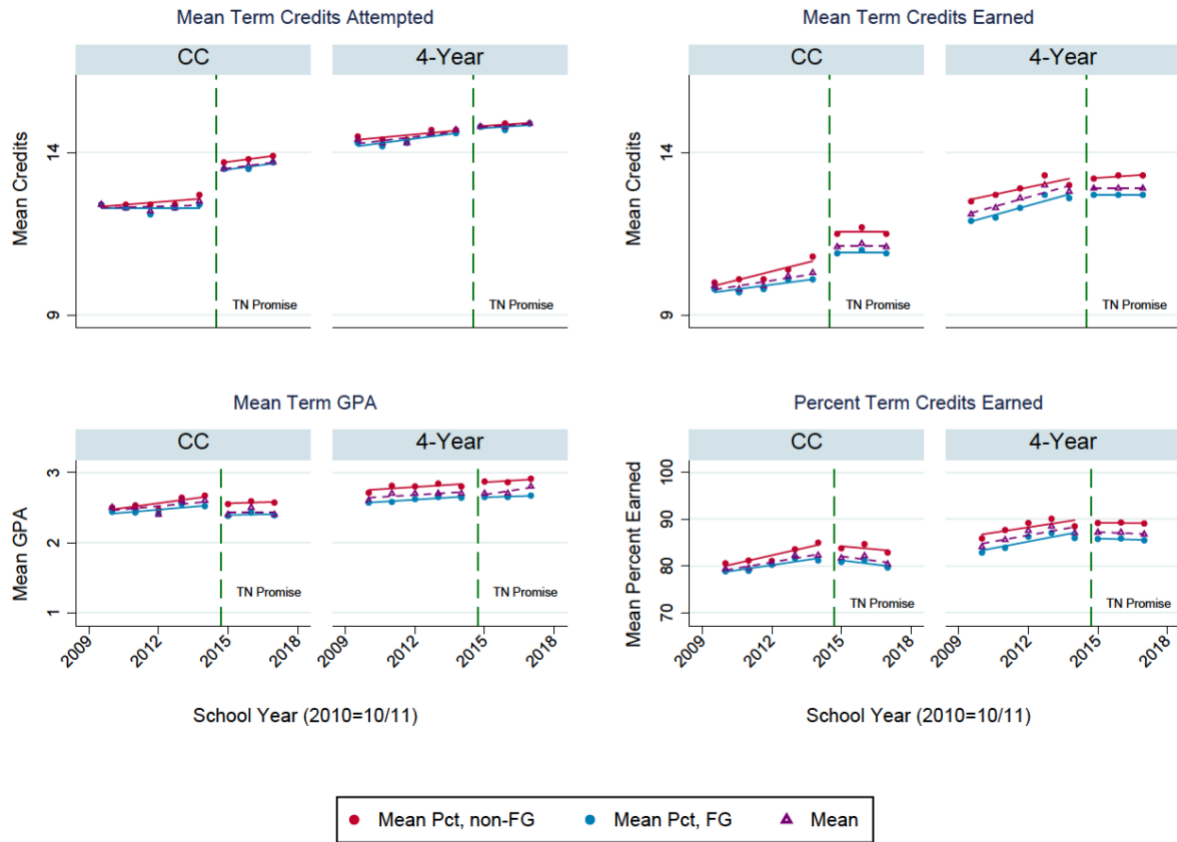 Mean Term Credits Attempted
CC
4-Year
Mean Credits
14
9
TN Promise
TN Promise
Mean Term Credits Earned
CC
4-Year
Mean Credits
14
9
TN Promise
TN Promise
Mean Term GPA
CC
4-Year
Mean GPA
3
2
1
TN Promise
TN Promise
2009
2012
2015
2018
2009
2012
2015
2018
School Year (2010=10/11)
Percent Term Credits Earned
CC
4-Year
Mean Percent Earned
100
90
80
70
TN Promise
TN Promise
2009
2012
2015
2018
2009
2012
2015
2018
School Year (2010=10/11)
Mean Pct, non-FG
Mean Pct, FG
Mean